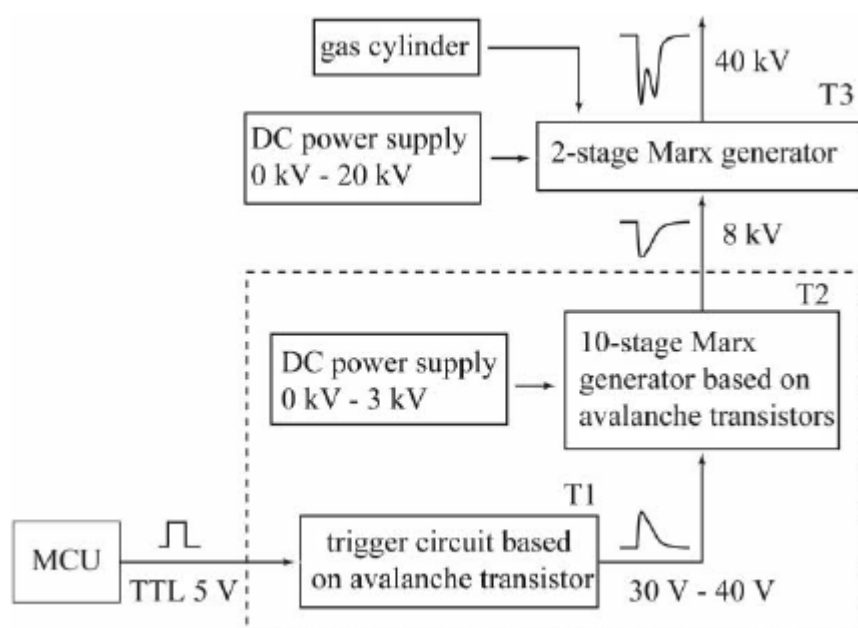 gas cylinder
40 kV
T3
DC power supply
0 kV - 20 kV
2-stage Marx generator
8 kV
T2
DC power supply
0 kV - 3 kV
10-stage Marx
generator based on
avalanche transistors
T1
MCU
TTL 5 V
trigger circuit based
on avalanche transistor
30 V - 40 V